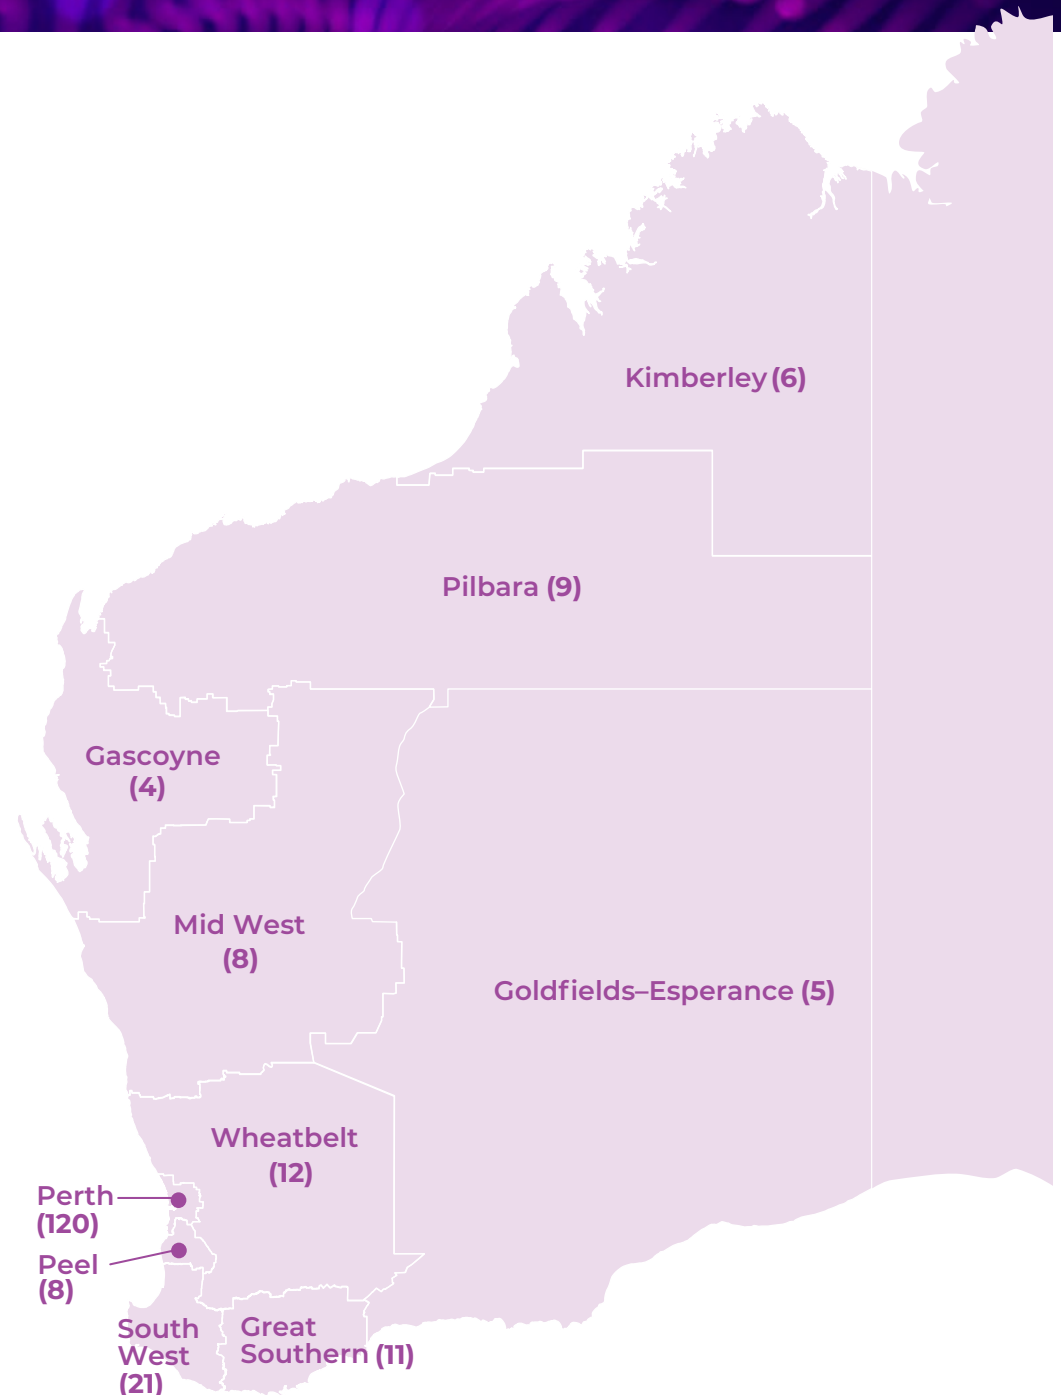 Kimberley (6)
Pilbara (9)
Gascoyne
(4)
Mid West
(8)
Goldfields–Esperance (5)
Wheatbelt
(12)
Perth
(120)
Peel
(8)
South
West
(21)
Great
Southern (11)